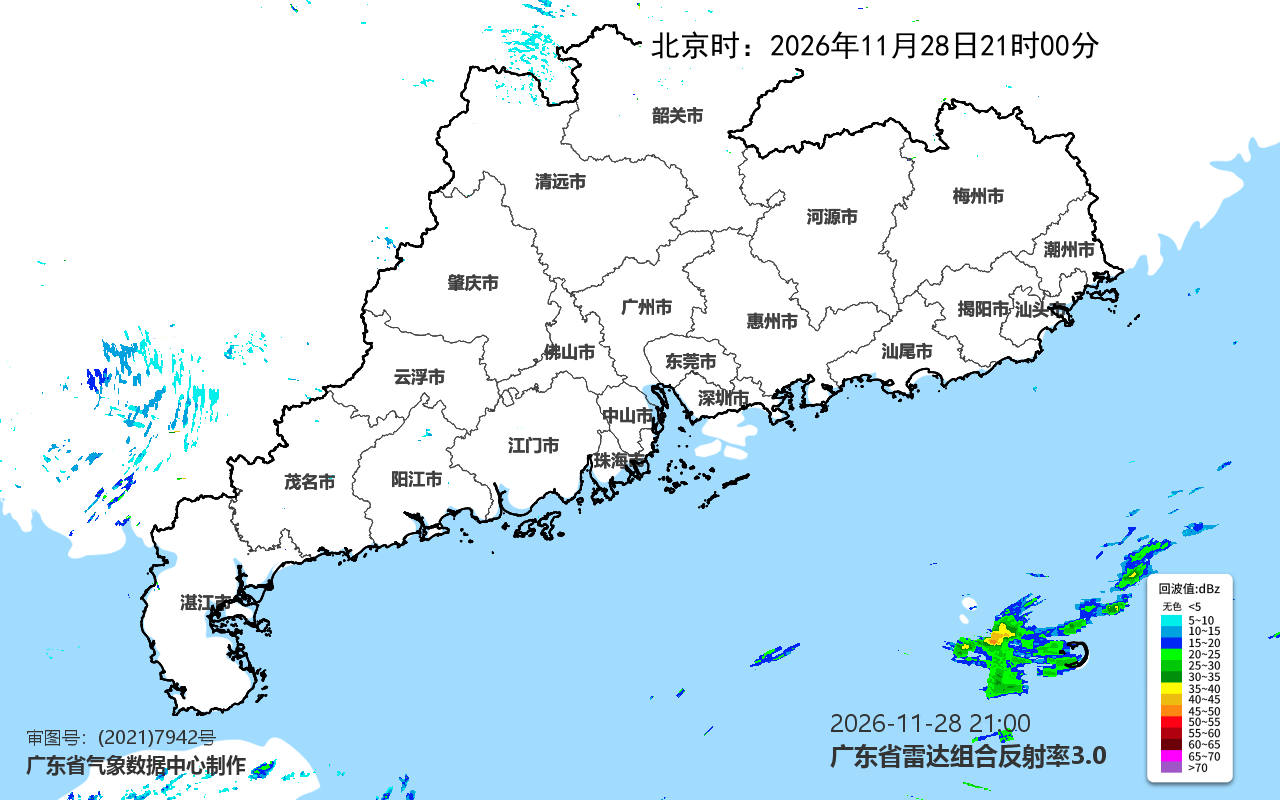 北京时：2026年11月28日21时00分
韶关市
清远市
梅州市
河源市
潮州市
肇庆市
广州市
惠州市
揭阳市
汕头市
佛山市
东莞市
汕尾市
云浮市
深圳市
中山市
江门市
珠海市
茂名市
阳江市
湛江市
回波值:dBz
无色 <5
5~10
10~15
15~20
20~25
25~30
30~35
35~40
40~45
45~50
50~55
55~60
60~65
65~70
>70
2026-11-28 21:00
广东省雷达组合反射率3.0
审图号：(2021)7942号
广东省气象数据中心制作